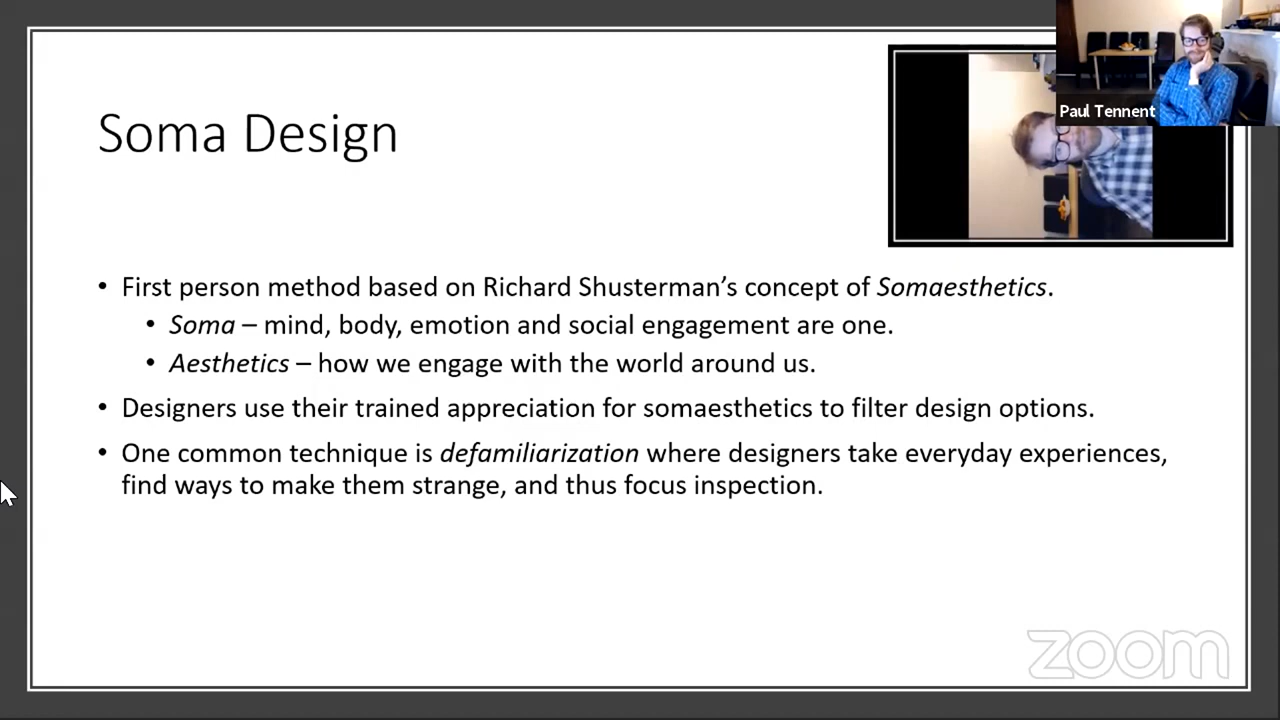 Paul Tennent
Soma Design
• First person method based on Richard Shusterman’s concept of Somaesthetics.
• Soma – mind, body, emotion and social engagement are one.
• Aesthetics – how we engage with the world around us.
• Designers use their trained appreciation for somaesthetics to filter design options.
• One common technique is defamiliarization where designers take everyday experiences,
find ways to make them strange, and thus focus inspection.
zoom